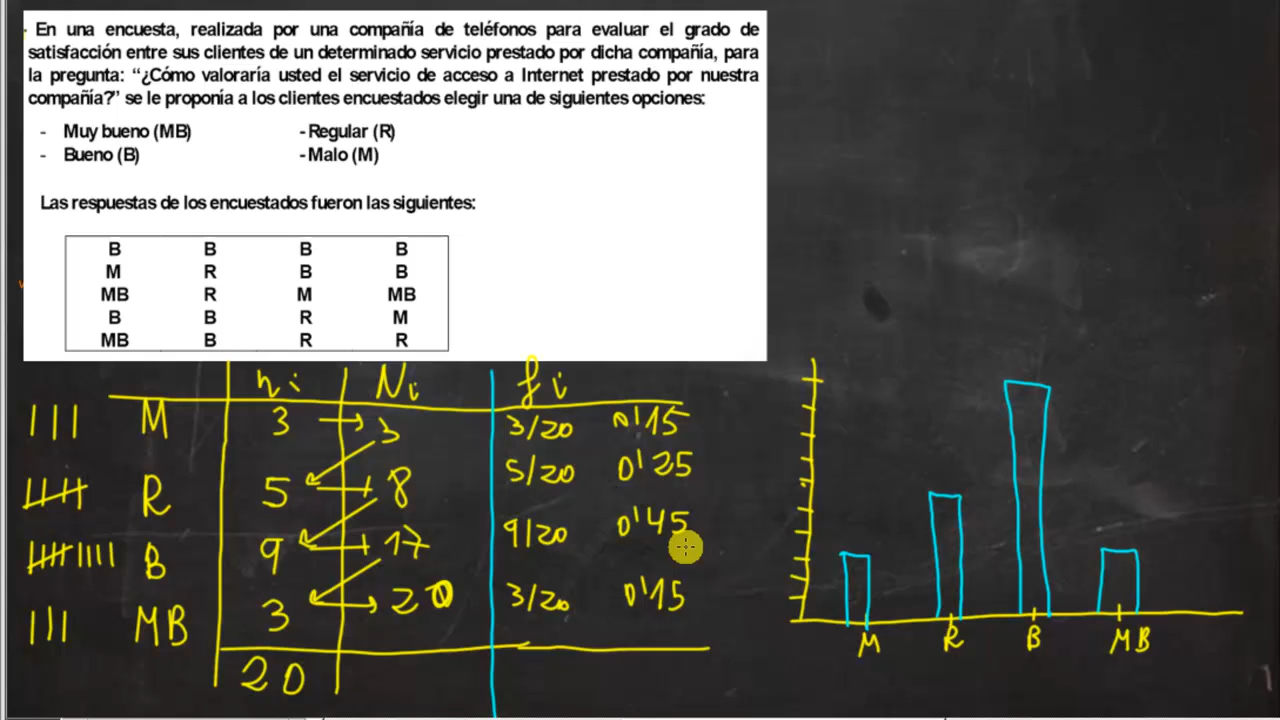 En una encuesta, realizada por una compañía de teléfonos para evaluar el grado de
satisfacción entre sus clientes de un determinado servicio prestado por dicha compañía, para
la pregunta: “¿Cómo valoraría usted el servicio de acceso a Internet prestado por nuestra
compañía?” se le proponía a los clientes encuestados elegir una de siguientes opciones:
- Muy bueno (MB) - Regular (R)
- Bueno (B) - Malo (M)
Las respuestas de los encuestados fueron las siguientes:
B B B B
M R B B
MB R M MB
B B R M
MB B R R
ni Ni fi
M 3 3 3/20 0'15
R 5 8 5/20 0'25
B 9 17 9/20 0'45
MB 3 20 3/20 0'15
20
M R B MB